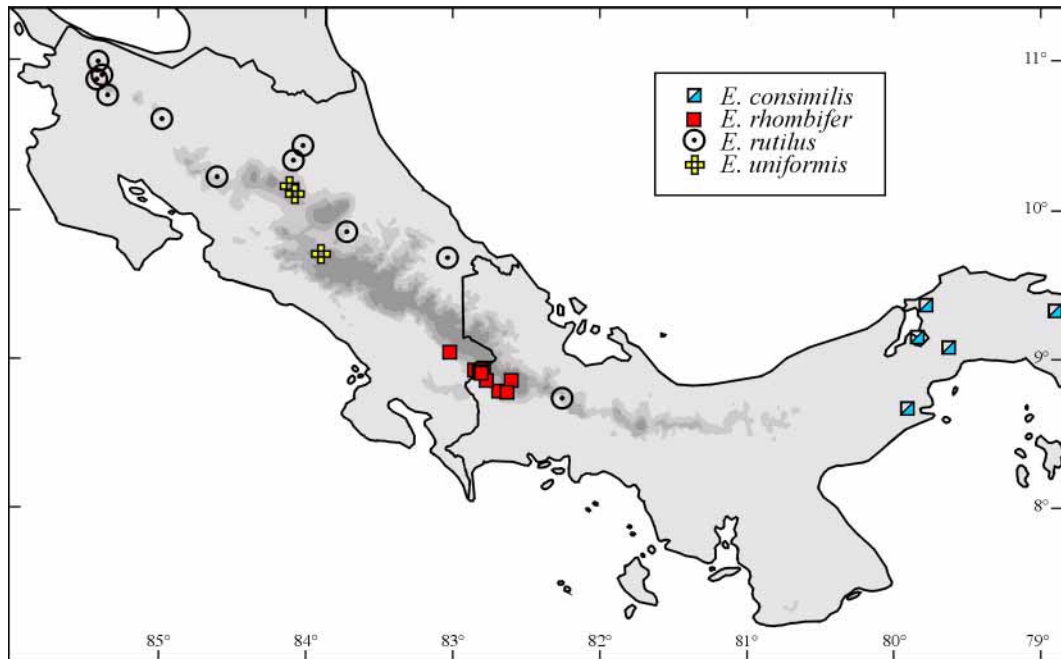 11°
E. consimilis
E. rhombifer
E. rutilus
E. uniformis
10°
9°
8°
85° 84° 83° 82° 81° 80° 79°